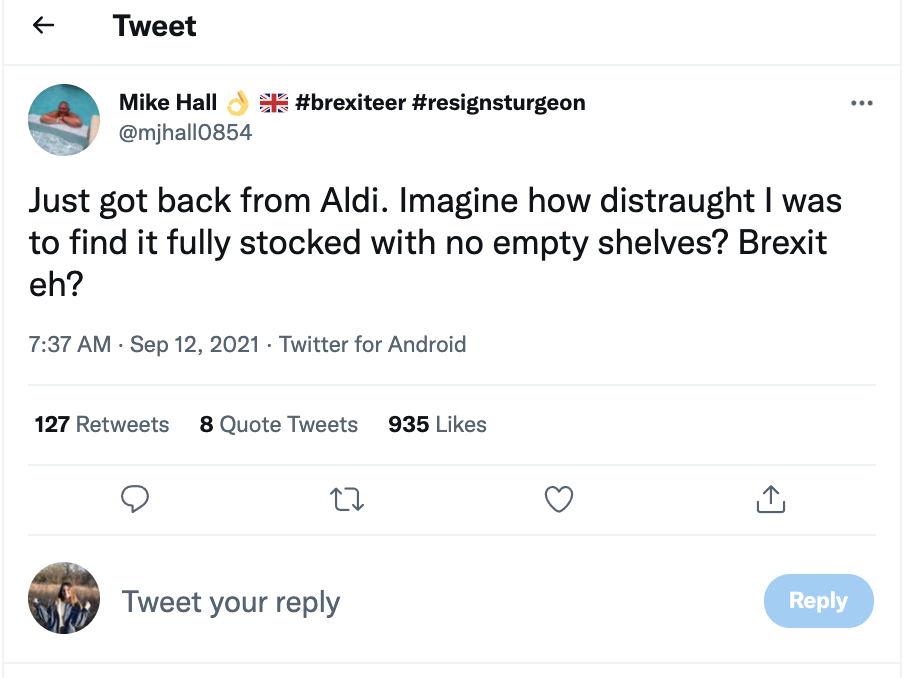 Tweet
Mike Hall 👌 🇬🇧 #brexiteer #resignsturgeon
@mjhall0854
Just got back from Aldi. Imagine how distraught I was
to find it fully stocked with no empty shelves? Brexit
eh?
7:37 AM · Sep 12, 2021 · Twitter for Android
127 Retweets 8 Quote Tweets 935 Likes
Tweet your reply
Reply